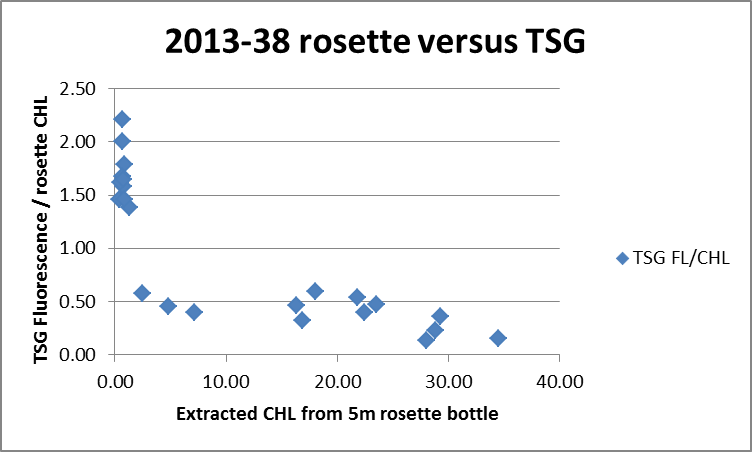 2013-38 rosette versus TSG
TSG Fluorescence / rosette CHL
2.50
2.00
1.50
1.00
0.50
0.00
0.00 10.00 20.00 30.00 40.00
Extracted CHL from 5m rosette bottle
TSG FL/CHL